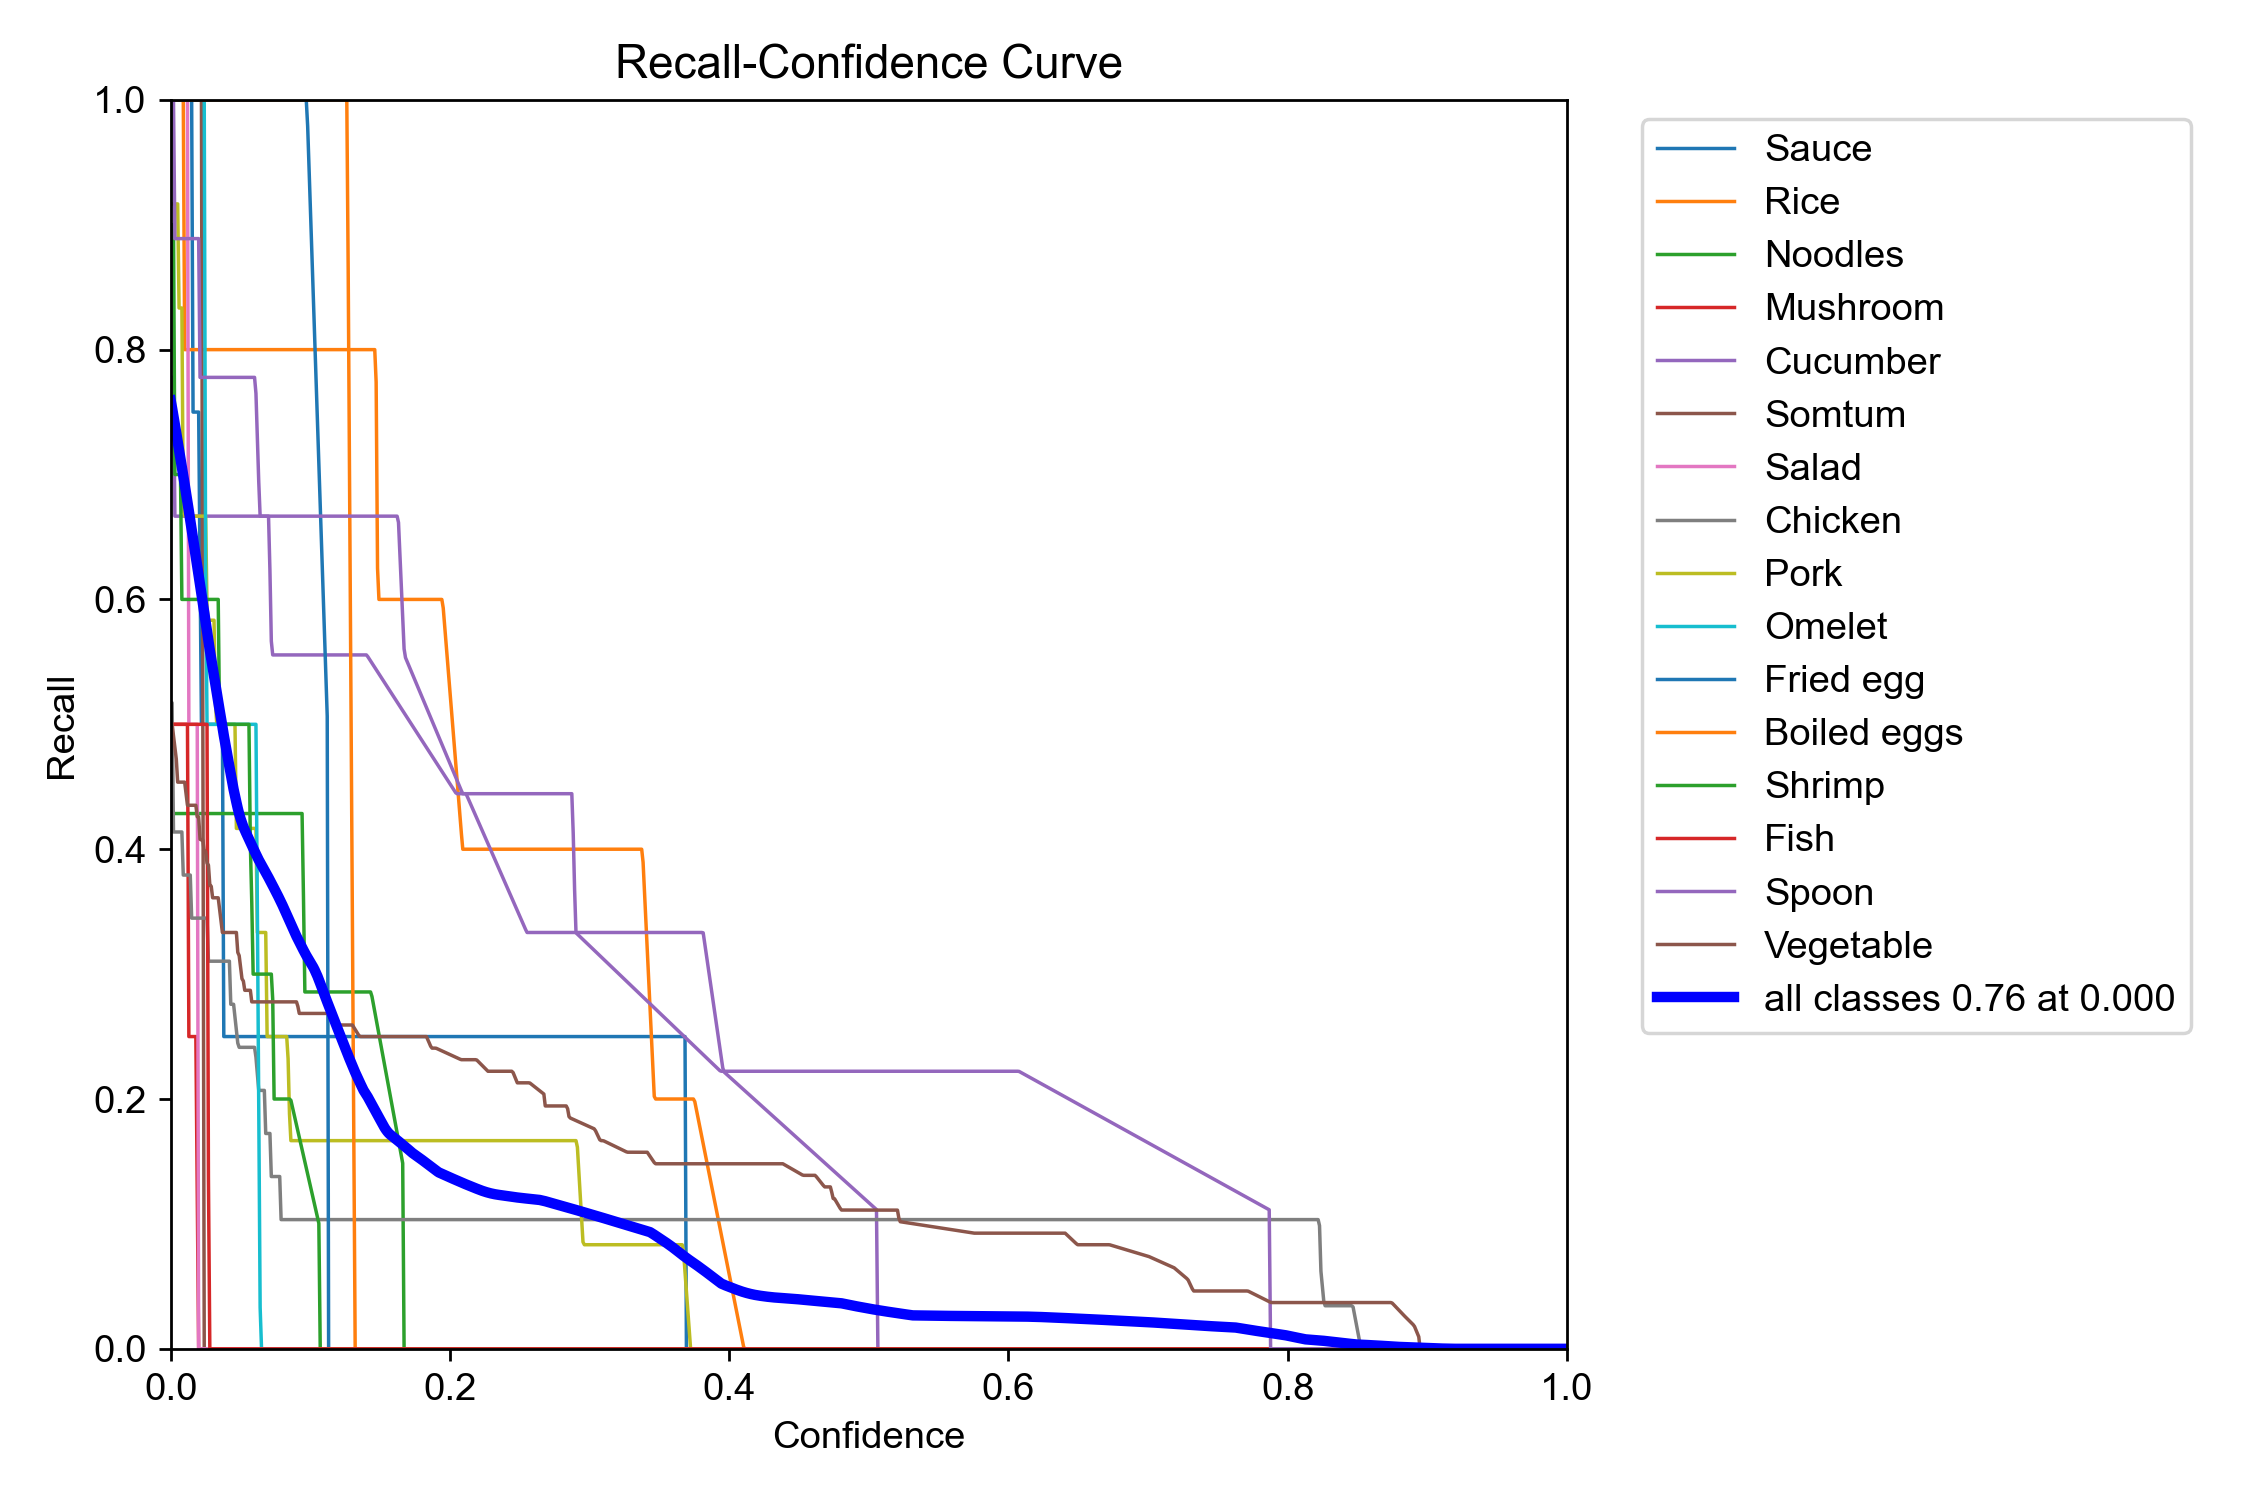 Recall-Confidence Curve
1.0
0.8
0.6
0.4
0.2
0.0
Recall
0.0 0.2 0.4 0.6 0.8 1.0
Confidence
Sauce
Rice
Noodles
Mushroom
Cucumber
Somtum
Salad
Chicken
Pork
Omelet
Fried egg
Boiled eggs
Shrimp
Fish
Spoon
Vegetable
all classes 0.76 at 0.000